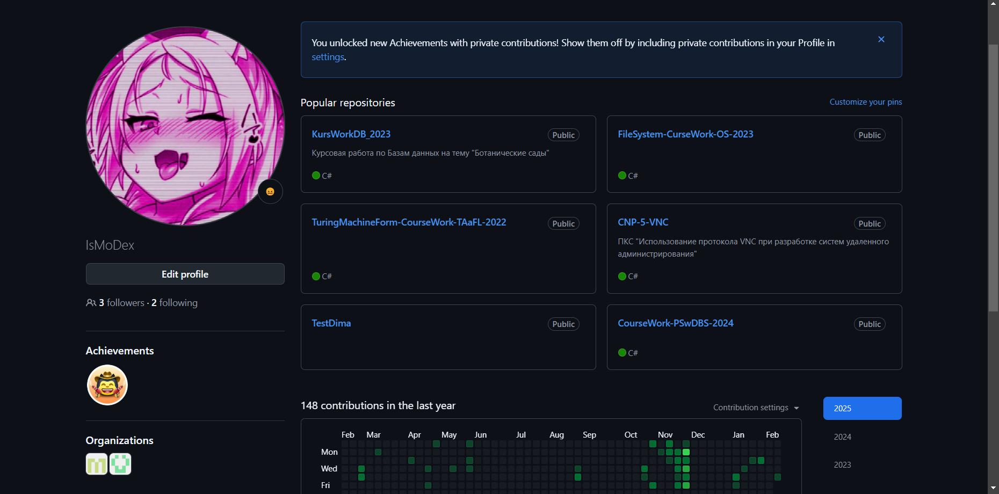 You unlocked new Achievements with private contributions! Show them off by including private contributions in your Profile in
settings.
Popular repositories
Customize your pins
KursWorkDB_2023
Public
Курсовая работа по Базам данных на тему "Ботанические сады"
C#
FileSystem-CurseWork-OS-2023
Public
C#
TuringMachineForm-CourseWork-TAaFL-2022
Public
C#
CNP-5-VNC
Public
ПКС "Использование протокола VNC при разработке систем удаленного
администрирования"
C#
TestDima
Public
CourseWork-PSwDBS-2024
Public
C#
IsMoDex
Edit profile
3 followers · 2 following
Achievements
Organizations
148 contributions in the last year
Contribution settings
2025
2024
2023
Feb Mar Apr May Jun Jul Aug Sep Oct Nov Dec Jan Feb
Mon
Wed
Fri